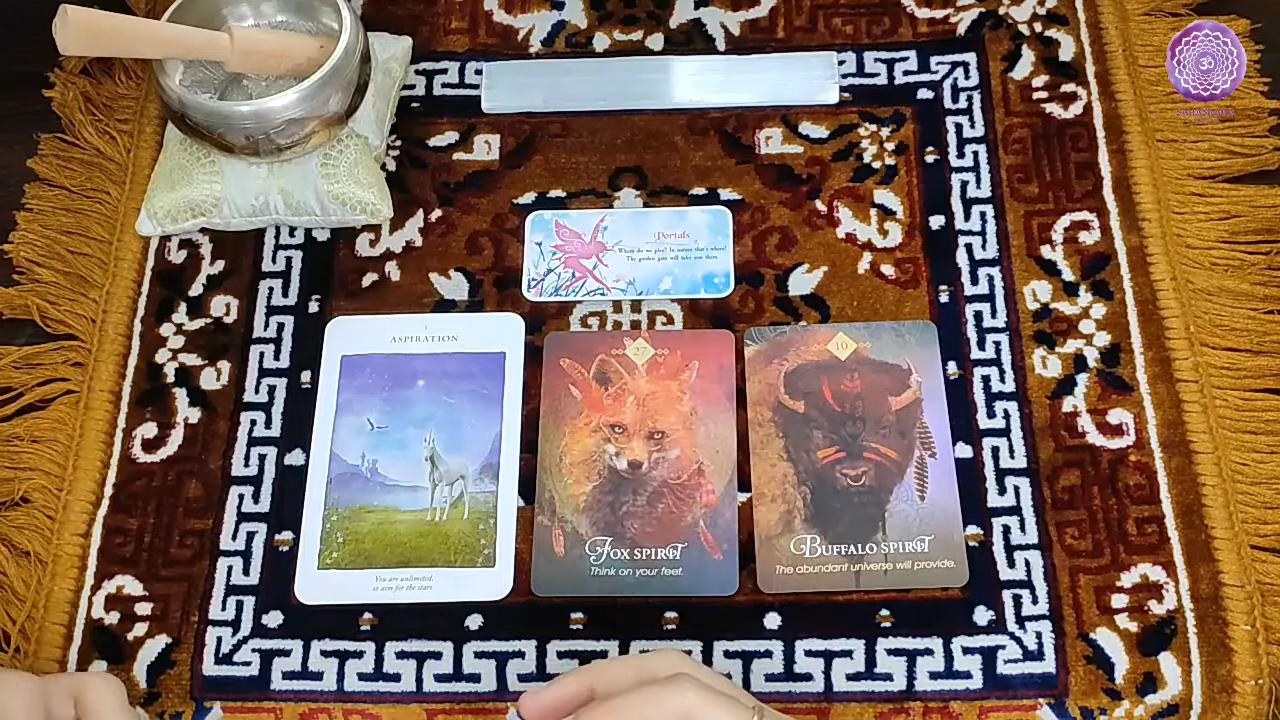 ॐ
Portals
Where do we play? In nature that's where!
The garden gate will take you there
1
ASPIRATION
You are unlimited,
so aim for the stars
27
FOX SPIRIT
Think on your feet.
10
BUFFALO SPIRIT
The abundant universe will provide.